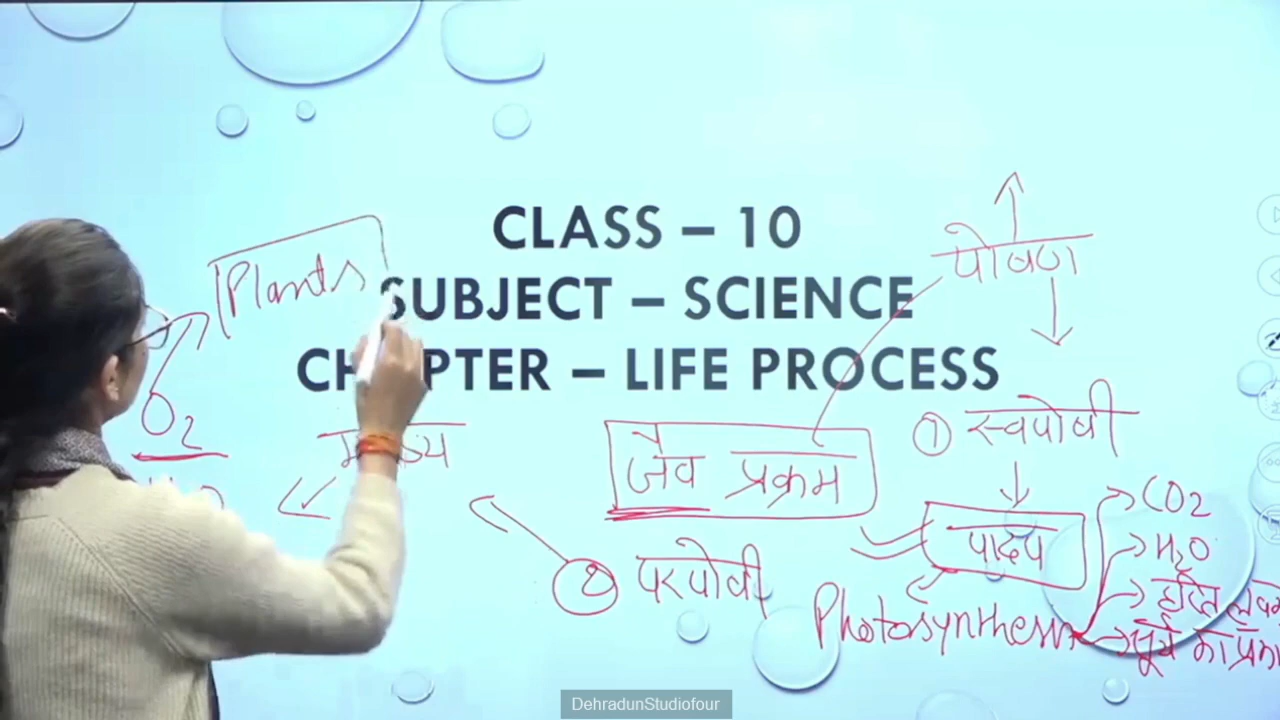 CLASS – 10
SUBJECT – SCIENCE
CHAPTER – LIFE PROCESS
Plants
O2
पोषण
जैव प्रक्रम
① स्वपोषी
पादप
Photosynthesis
CO2
H2O
हरित लवक
सूर्य का प्रका
② परपोषी
DehradunStudiofour